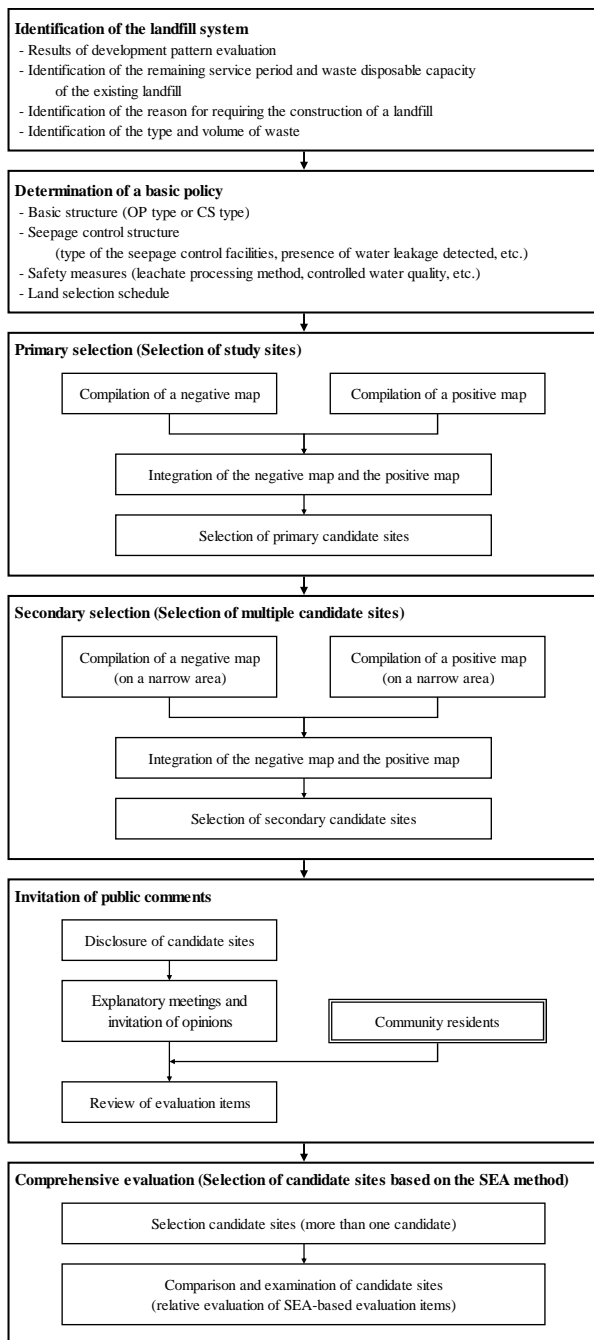 Identification of the landfill system
- Results of development pattern evaluation
- Identification of the remaining service period and waste disposable capacity
of the existing landfill
- Identification of the reason for requiring the construction of a landfill
- Identification of the type and volume of waste
Determination of a basic policy
- Basic structure (OP type or CS type)
- Seepage control structure
(type of the seepage control facilities, presence of water leakage detected, etc.)
- Safety measures (leachate processing method, controlled water quality, etc.)
- Land selection schedule
Primary selection (Selection of study sites)
Compilation of a negative map
Compilation of a positive map
Integration of the negative map and the positive map
Selection of primary candidate sites
Secondary selection (Selection of multiple candidate sites)
Compilation of a negative map
(on a narrow area)
Compilation of a positive map
(on a narrow area)
Integration of the negative map and the positive map
Selection of secondary candidate sites
Invitation of public comments
Disclosure of candidate sites
Explanatory meetings and
invitation of opinions
Community residents
Review of evaluation items
Comprehensive evaluation (Selection of candidate sites based on the SEA method)
Selection candidate sites (more than one candidate)
Comparison and examination of candidate sites
(relative evaluation of SEA-based evaluation items)